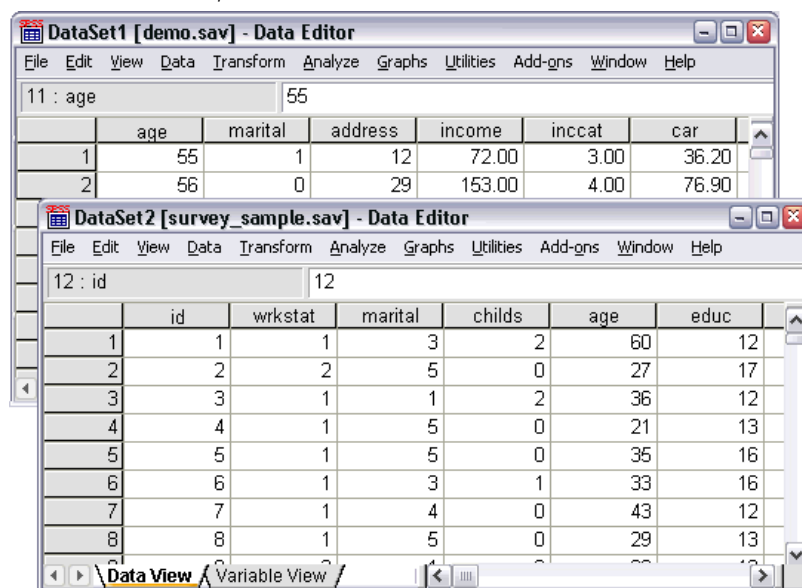 DataSet1 [demo.sav] - Data Editor
File Edit View Data Transform Analyze Graphs Utilities Add-ons Window Help
11 : age 55
age marital address income inccat car
1 55 1 12 72.00 3.00 36.20
2 56 0 29 153.00 4.00 76.90
DataSet2 [survey_sample.sav] - Data Editor
File Edit View Data Transform Analyze Graphs Utilities Add-ons Window Help
12 : id 12
id wrkstat marital childs age educ
1 1 1 3 2 60 12
2 2 2 5 0 27 17
3 3 1 1 2 36 12
4 4 1 5 0 21 13
5 5 1 5 0 35 16
6 6 1 3 1 33 16
7 7 1 4 0 43 12
8 8 1 5 0 29 13
Data View Variable View